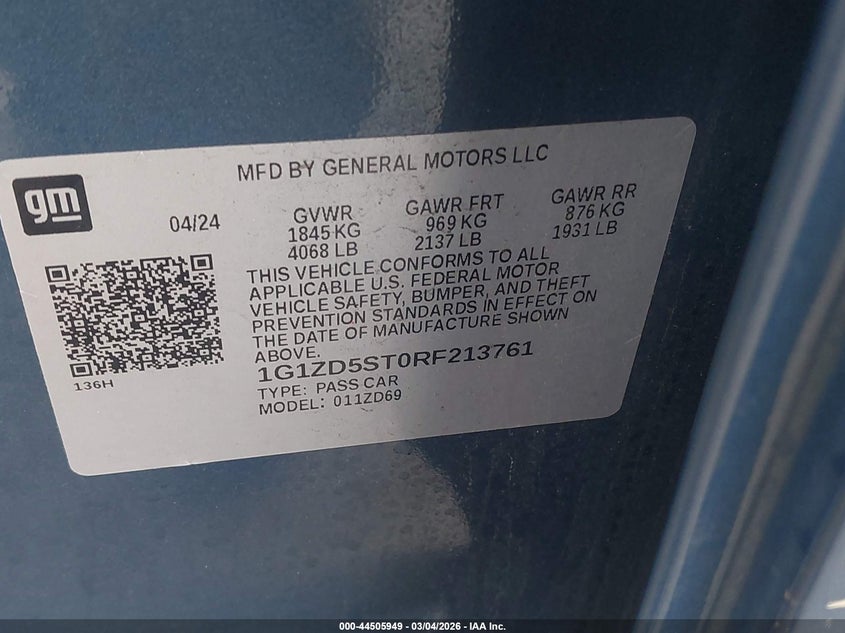 MFD BY GENERAL MOTORS LLC
gm
04/24
GVWR
1845 KG
4068 LB
GAWR FRT
969 KG
2137 LB
GAWR RR
876 KG
1931 LB
THIS VEHICLE CONFORMS TO ALL
APPLICABLE U.S. FEDERAL MOTOR
VEHICLE SAFETY, BUMPER, AND THEFT
PREVENTION STANDARDS IN EFFECT ON
THE DATE OF MANUFACTURE SHOWN
ABOVE.
136H
1G1ZD5ST0RF213761
TYPE: PASS CAR
MODEL: 011ZD69
000-44505949 - 03/04/2026 - IAA Inc.